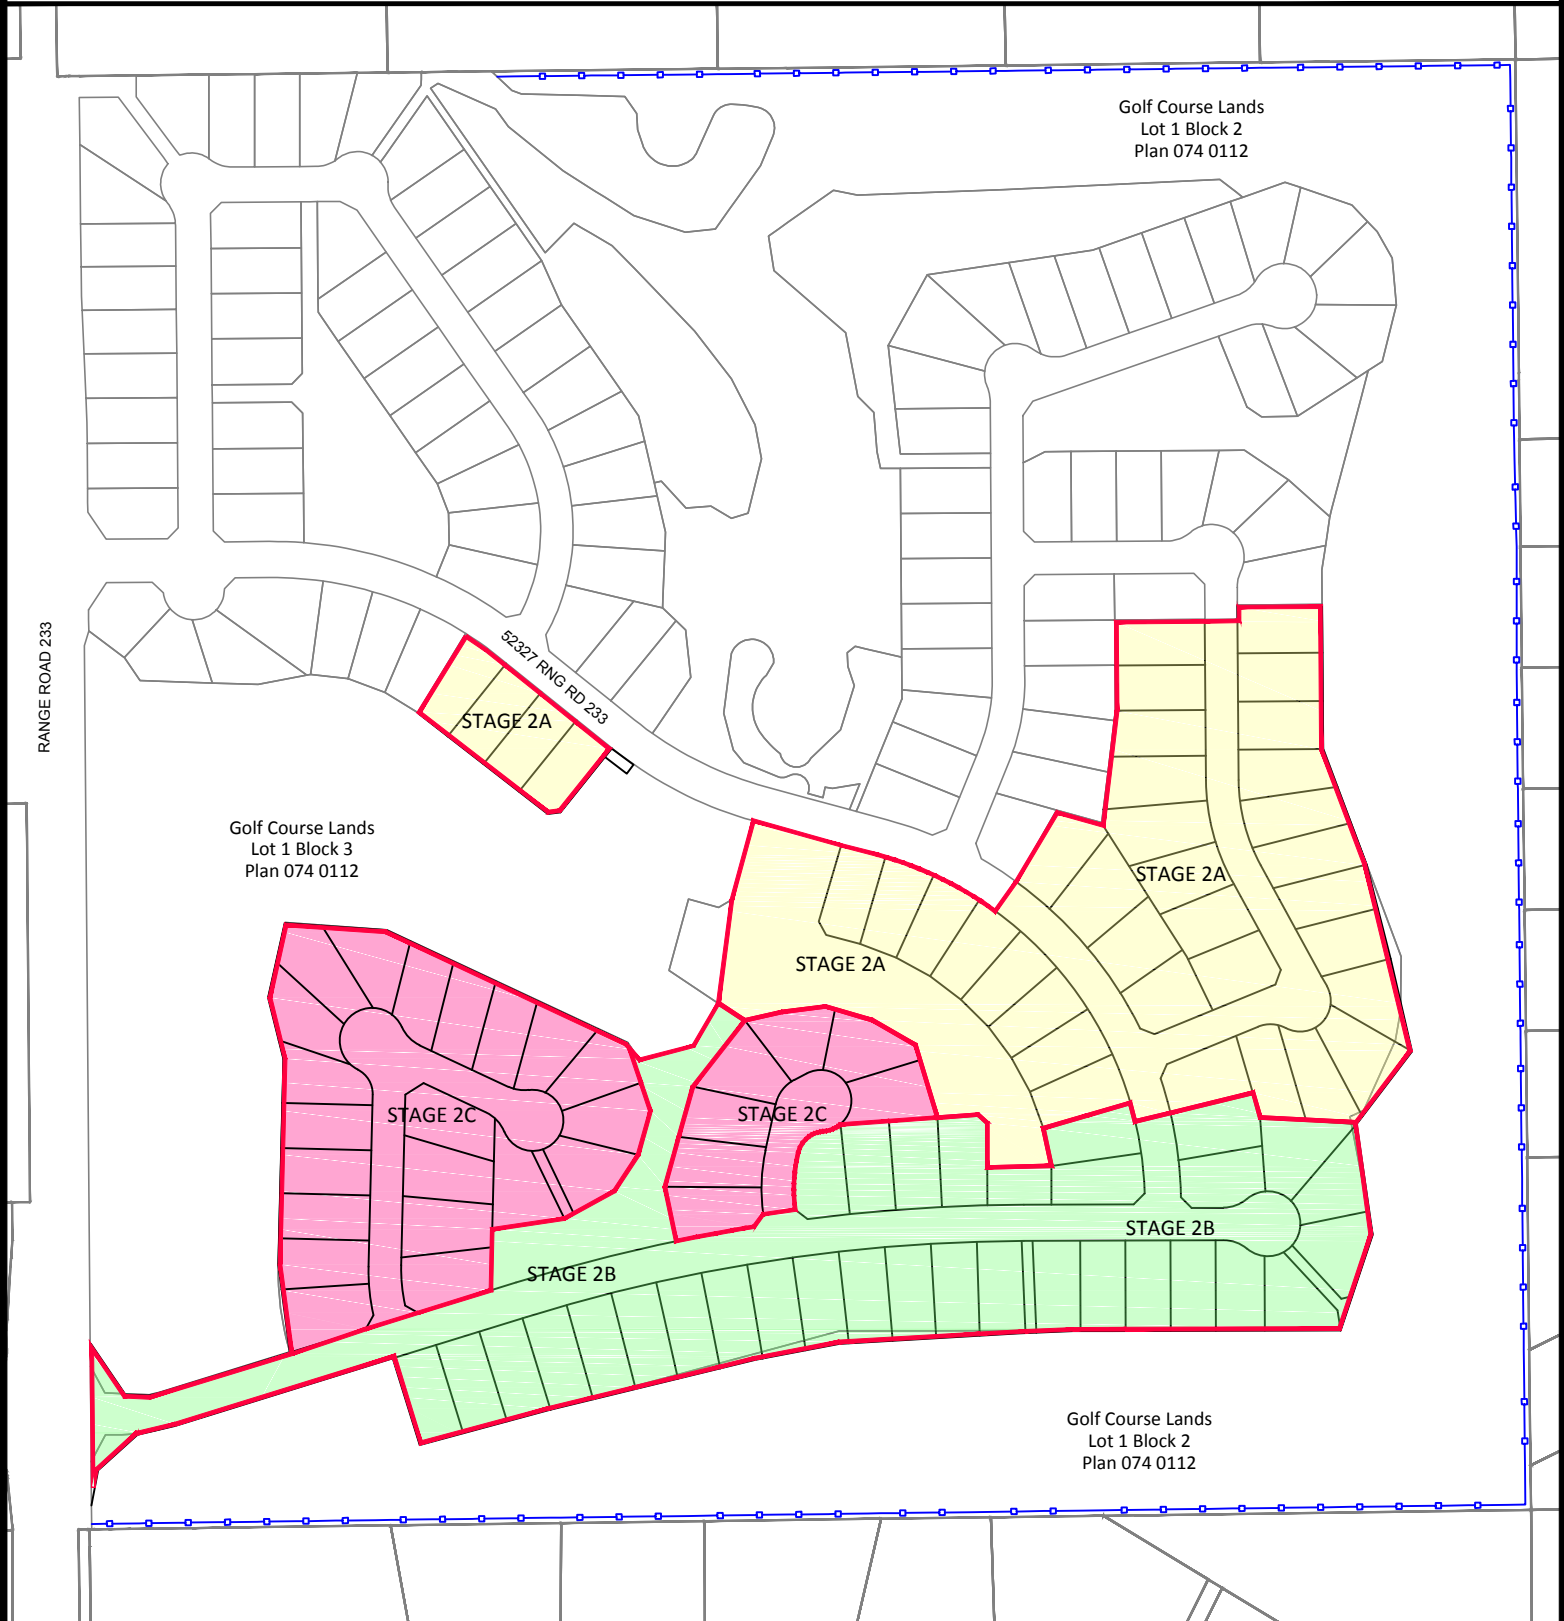 Golf Course Lands
Lot 1 Block 2
Plan 074 0112
RANGE ROAD 233
52327 RNG RD 233
STAGE 2A
Golf Course Lands
Lot 1 Block 3
Plan 074 0112
STAGE 2A
STAGE 2A
STAGE 2C
STAGE 2C
STAGE 2B
STAGE 2B
Golf Course Lands
Lot 1 Block 2
Plan 074 0112